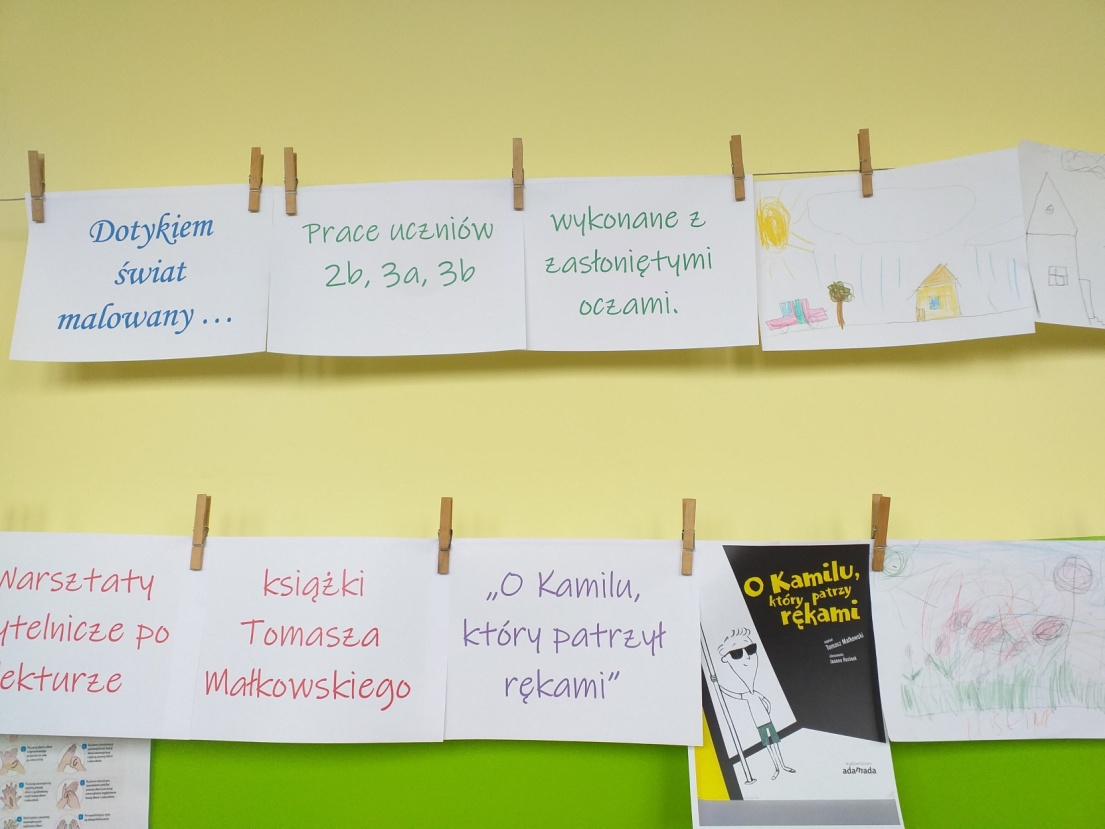 Dotykiem
świat
malowany ...
Prace uczniów
2b, 3a, 3b
wykonane z
zasłoniętymi
oczami.
Warsztaty
ytelnicze po
ekturze
książki
Tomasza
Małkowskiego
„O Kamilu,
który patrzył
rękami”
O Kamilu,
który patrzy
rękami
Tomasz Małkowski
adamada